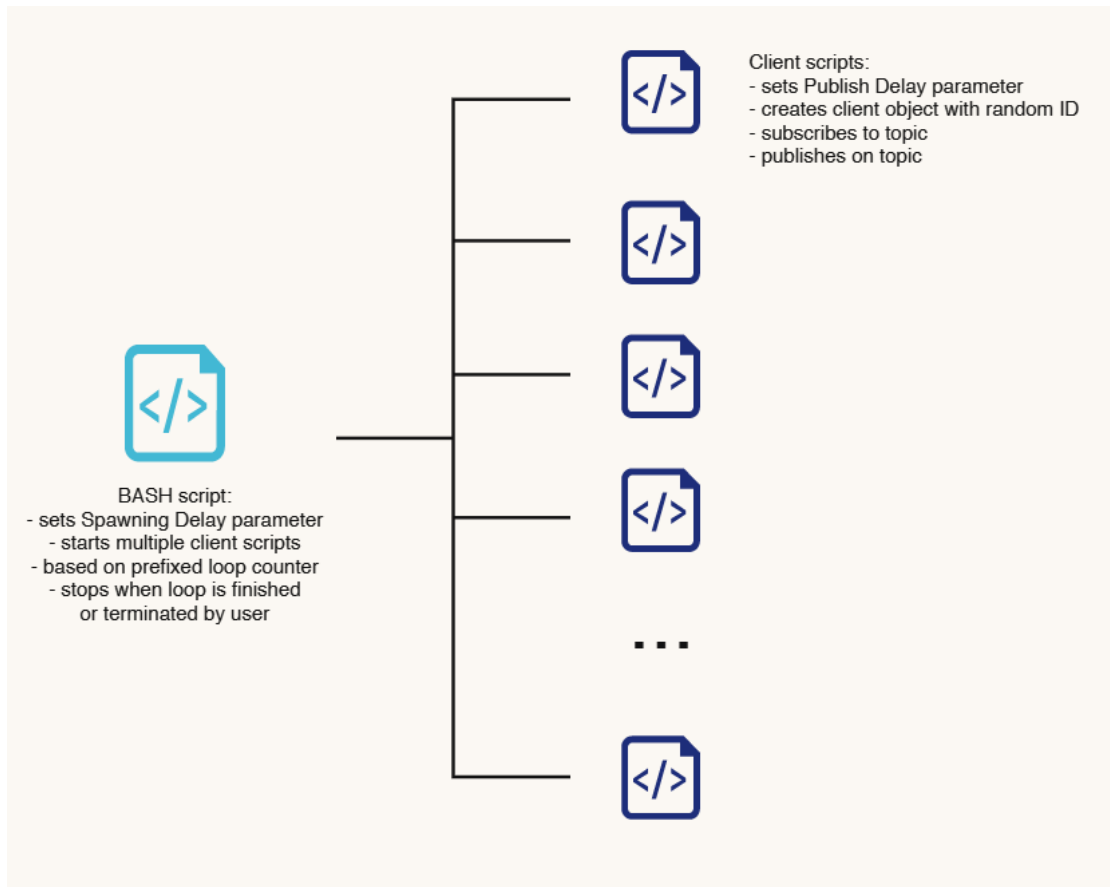 </>
Client scripts:
- sets Publish Delay parameter
- creates client object with random ID
- subscribes to topic
- publishes on topic
</>
</>
</>
BASH script:
- sets Spawning Delay parameter
- starts multiple client scripts
- based on prefixed loop counter
- stops when loop is finished
or terminated by user
</>
...
</>